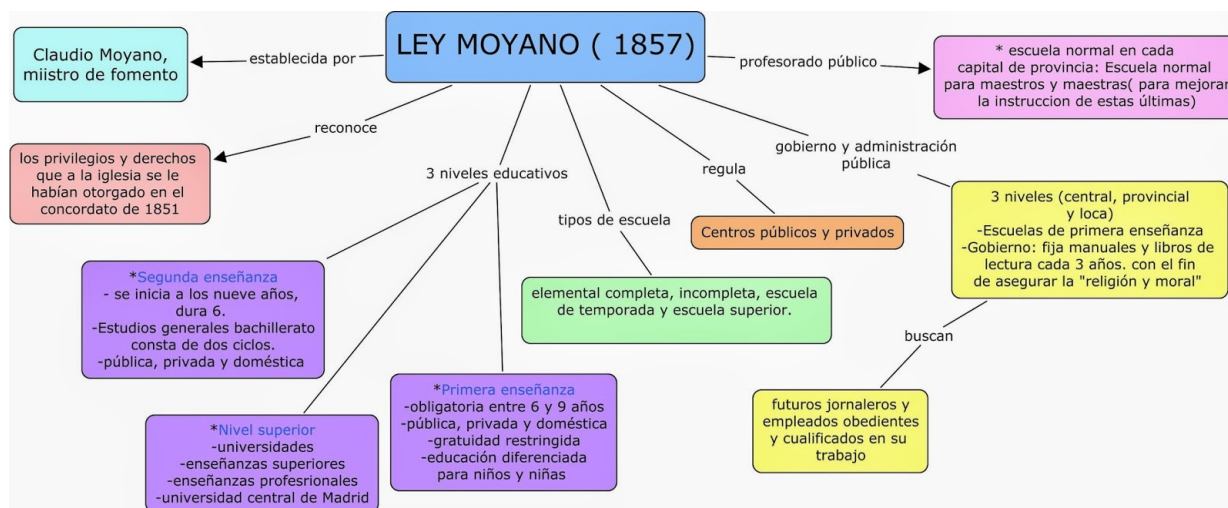 LEY MOYANO ( 1857)
establecida por
Claudio Moyano,
miistro de fomento
profesorado público
* escuela normal en cada
capital de provincia: Escuela normal
para maestros y maestras( para mejorar
la instruccion de estas últimas)
reconoce
los privilegios y derechos
que a la iglesia se le
habían otorgado en el
concordato de 1851
3 niveles educativos
*Segunda enseñanza
- se inicia a los nueve años,
dura 6.
-Estudios generales bachillerato
consta de dos ciclos.
-pública, privada y doméstica
*Nivel superior
-universidades
-enseñanzas superiores
-enseñanzas profesrionales
-universidad central de Madrid
*Primera enseñanza
-obligatoria entre 6 y 9 años
-pública, privada y doméstica
-gratuidad restringida
-educación diferenciada
para niños y niñas
tipos de escuela
elemental completa, incompleta, escuela
de temporada y escuela superior.
regula
Centros públicos y privados
gobierno y administración
pública
3 niveles (central, provincial
y loca)
-Escuelas de primera enseñanza
-Gobierno: fija manuales y libros de
lectura cada 3 años. con el fin
de asegurar la "religión y moral"
buscan
futuros jornaleros y
empleados obedientes
y cualificados en su
trabajo